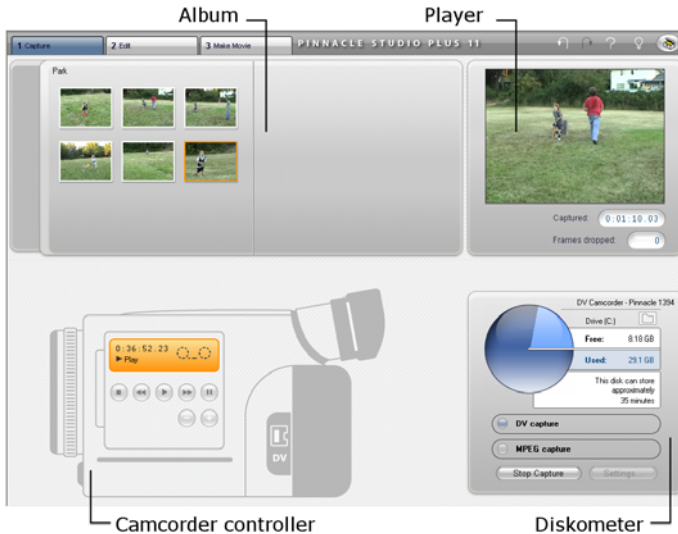 Album
Player
1 Capture
2 Edit
3 Make Movie
PINNACLE STUDIO PLUS 11
Park
Captured: 0:01:10.03
Frames dropped: 0
DV Camcorder - Pinnacle 1394
Drive (C:)
Free: 8.18 GB
Used: 29.1 GB
This disk can store
approximately
35 minutes
0:36:52.23
Play
DV
DV capture
MPEG capture
Stop Capture
Settings
Camcorder controller
Diskometer